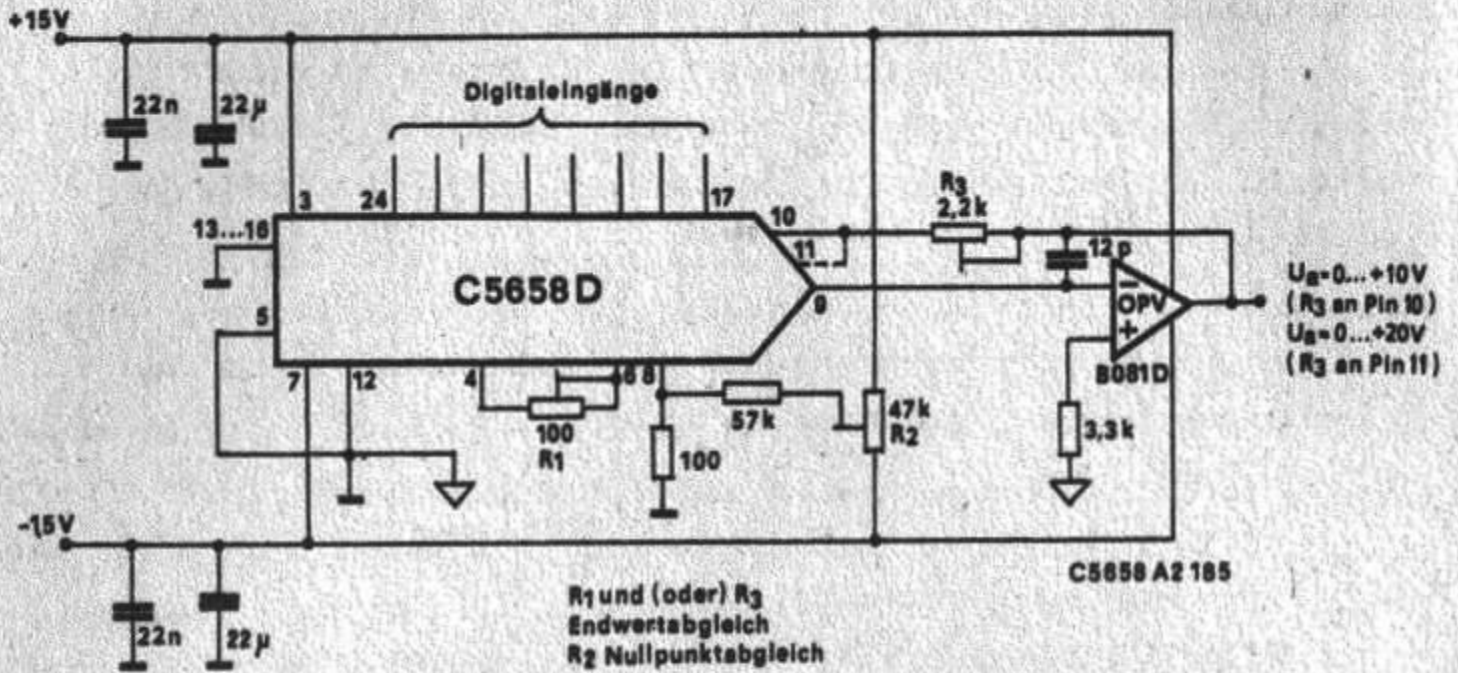 +15V
22n
22µ
Digitaleingänge
3
24
17
10
11
R3
2,2k
12p
13...16
C5658D
9
–
OPV
+
B081D
Ua=0...+10V
(R3 an Pin 10)
Ua=0...+20V
(R3 an Pin 11)
5
7
12
4
6
8
100
R1
57k
47k
R2
100
3,3k
-15V
22n
22µ
C5658 A2 185
R1 und (oder) R3
Endwertabgleich
R2 Nullpunktabgleich